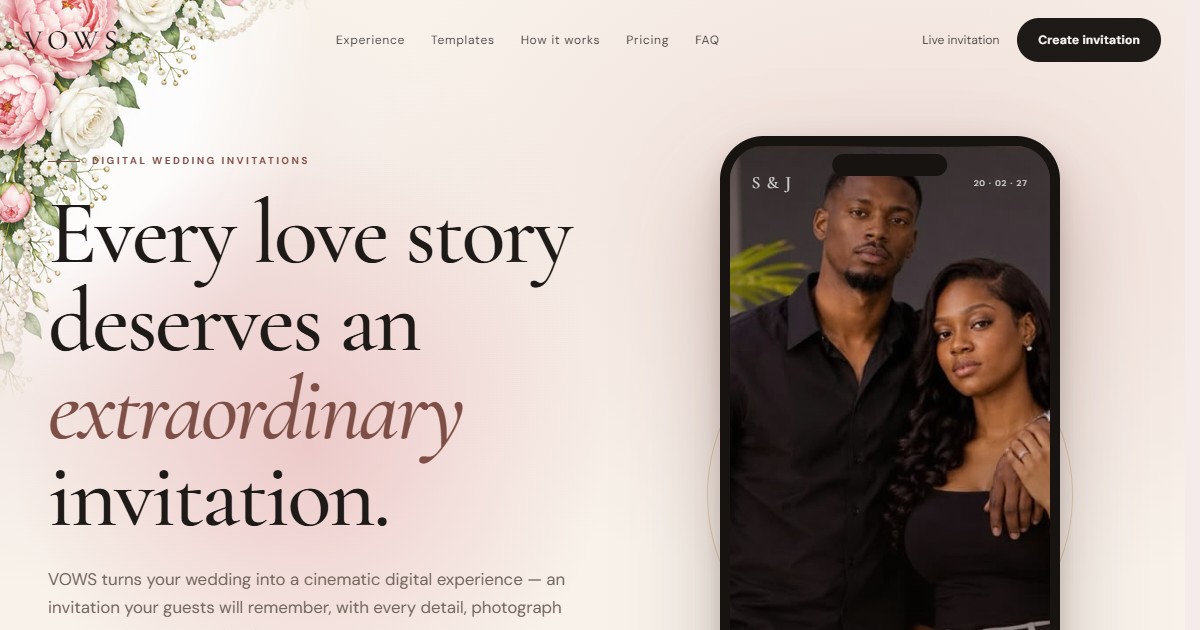 VOWS
Experience
Templates
How it works
Pricing
FAQ
Live invitation
Create invitation
DIGITAL WEDDING INVITATIONS
Every love story
deserves an
extraordinary
invitation.
VOWS turns your wedding into a cinematic digital experience — an
invitation your guests will remember, with every detail, photograph
S & J
20 · 02 · 27